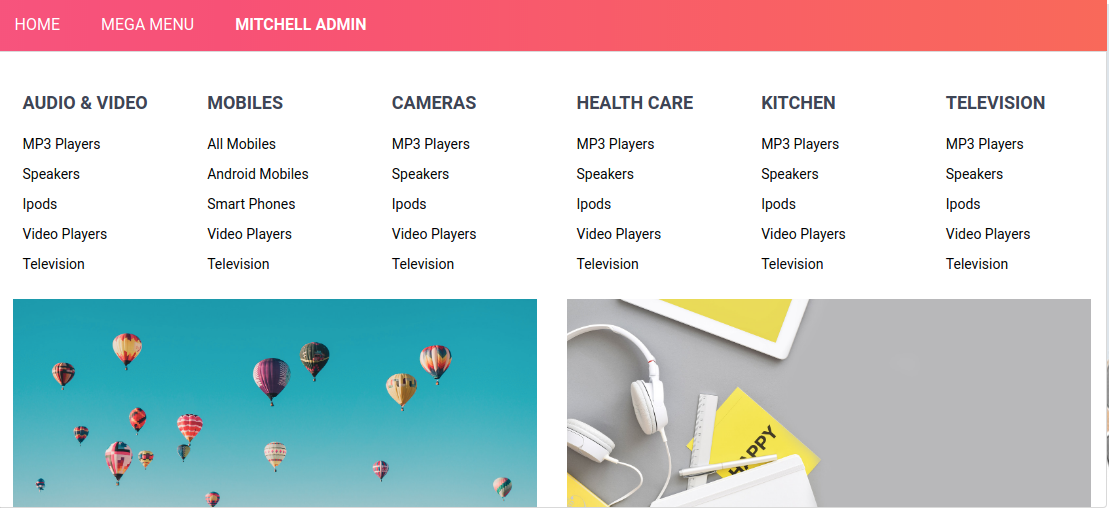 HOME MEGA MENU MITCHELL ADMIN
AUDIO & VIDEO
MP3 Players
Speakers
Ipods
Video Players
Television
MOBILES
All Mobiles
Android Mobiles
Smart Phones
Video Players
Television
CAMERAS
MP3 Players
Speakers
Ipods
Video Players
Television
HEALTH CARE
MP3 Players
Speakers
Ipods
Video Players
Television
KITCHEN
MP3 Players
Speakers
Ipods
Video Players
Television
TELEVISION
MP3 Players
Speakers
Ipods
Video Players
Television
HAPPY